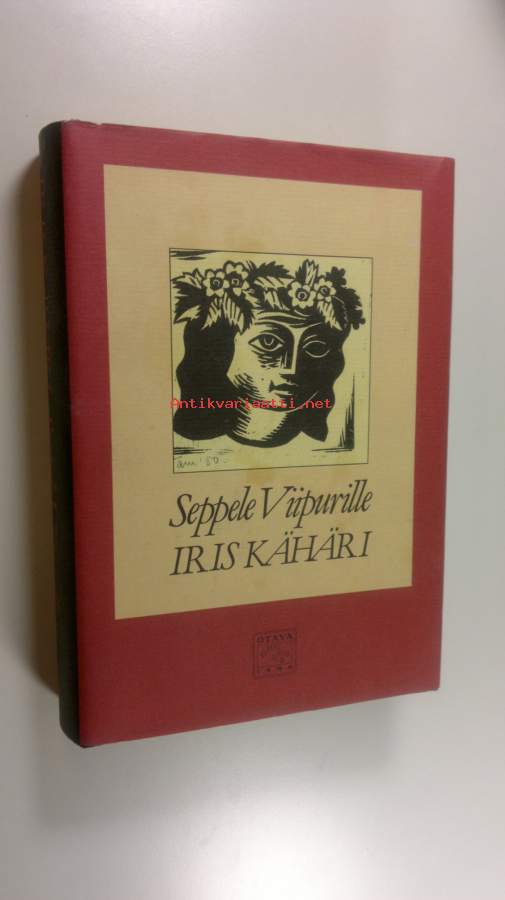 Antikvariaatti.net
Seppele Viipurille
IRIS KÄHÄRI
OTAVA